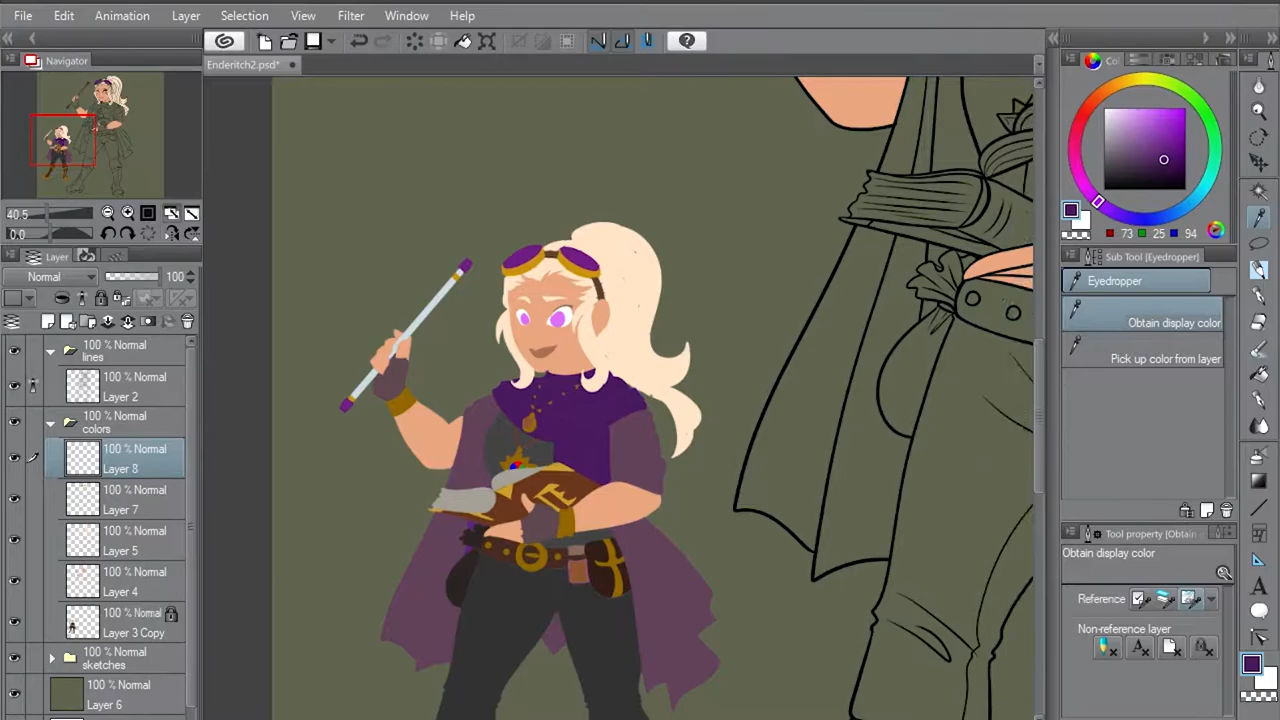 File Edit Animation Layer Selection View Filter Window Help
Navigator
Enderitch2.psd*
40.5
0.0
Layer
Normal 100
100 % Normal
lines
100 % Normal
Layer 2
100 % Normal
colors
100 % Normal
Layer 8
100 % Normal
Layer 7
100 % Normal
Layer 5
100 % Normal
Layer 4
100 % Normal
Layer 3 Copy
100 % Normal
sketches
100 % Normal
Layer 6
Co
73 25 94
Sub Tool [Eyedropper]
Eyedropper
Obtain display color
Pick up color from layer
Tool property [Obtain
Obtain display color
Reference
Non-reference layer